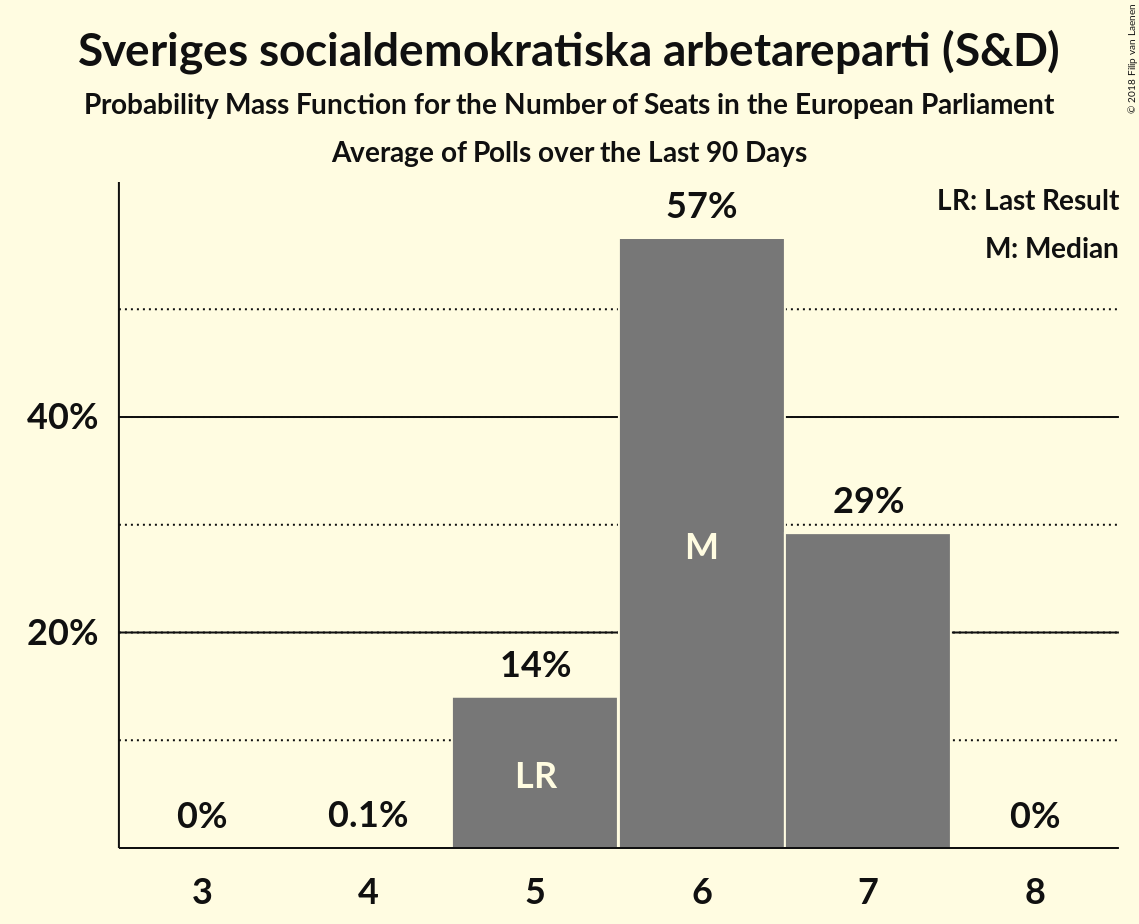 Sveriges socialdemokratiska arbetareparti (S&D)
Probability Mass Function for the Number of Seats in the European Parliament
Average of Polls over the Last 90 Days
© 2018 Filip van Laenen
LR: Last Result
M: Median
57%
40%
29%
M
20%
14%
LR
0%
0.1%
0%
3 4 5 6 7 8